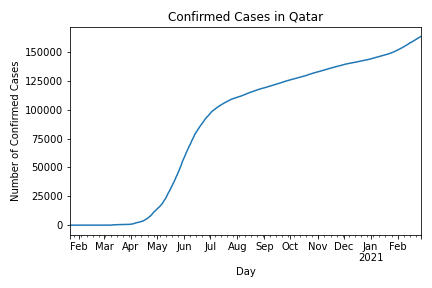 Confirmed Cases in Qatar
150000
125000
100000
75000
50000
25000
0
Number of Confirmed Cases
Feb Mar Apr May Jun Jul Aug Sep Oct Nov Dec Jan Feb
2021
Day